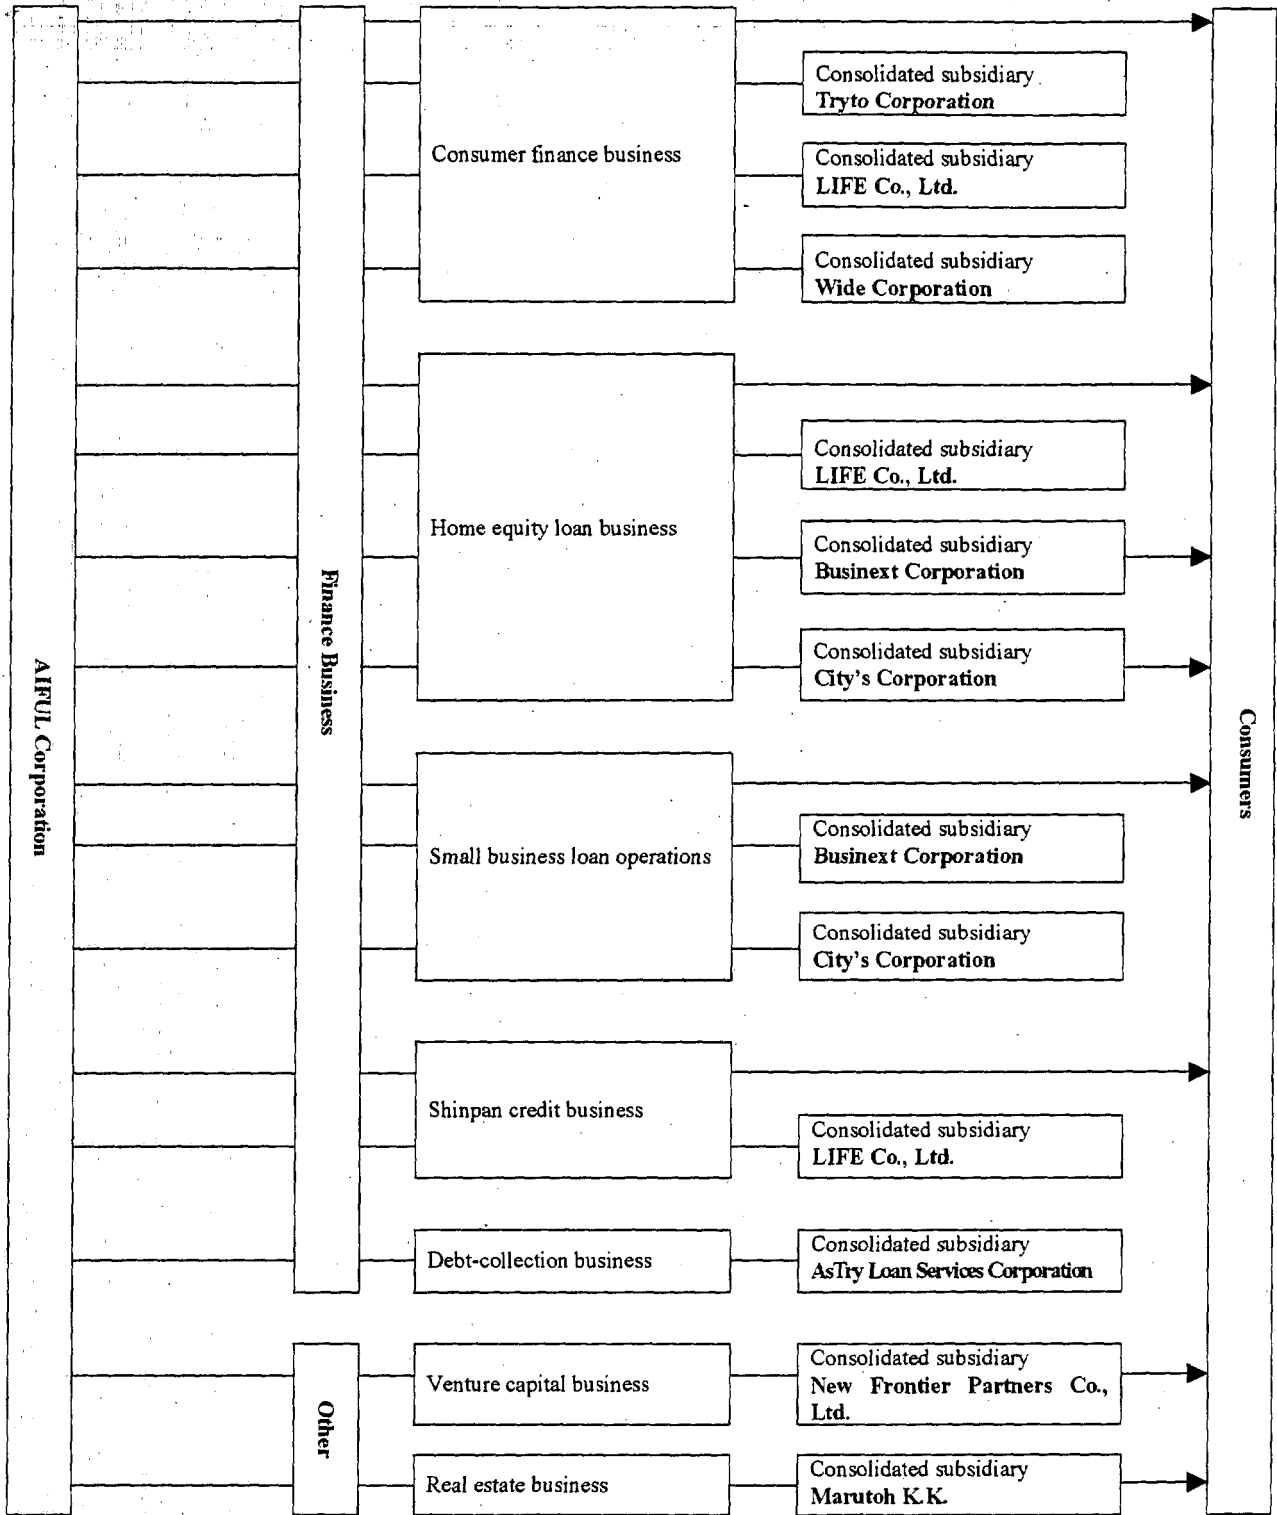 AIFUL Corporation
Finance Business
Consumer finance business
Consolidated subsidiary
Tryto Corporation
Consolidated subsidiary
LIFE Co., Ltd.
Consolidated subsidiary
Wide Corporation
Home equity loan business
Consolidated subsidiary
LIFE Co., Ltd.
Consolidated subsidiary
Businext Corporation
Consolidated subsidiary
City's Corporation
Small business loan operations
Consolidated subsidiary
Businext Corporation
Consolidated subsidiary
City's Corporation
Shinpan credit business
Consolidated subsidiary
LIFE Co., Ltd.
Debt-collection business
Consolidated subsidiary
AsTry Loan Services Corporation
Other
Venture capital business
Consolidated subsidiary
New Frontier Partners Co.,
Ltd.
Real estate business
Consolidated subsidiary
Marutoh K.K.
Consumers